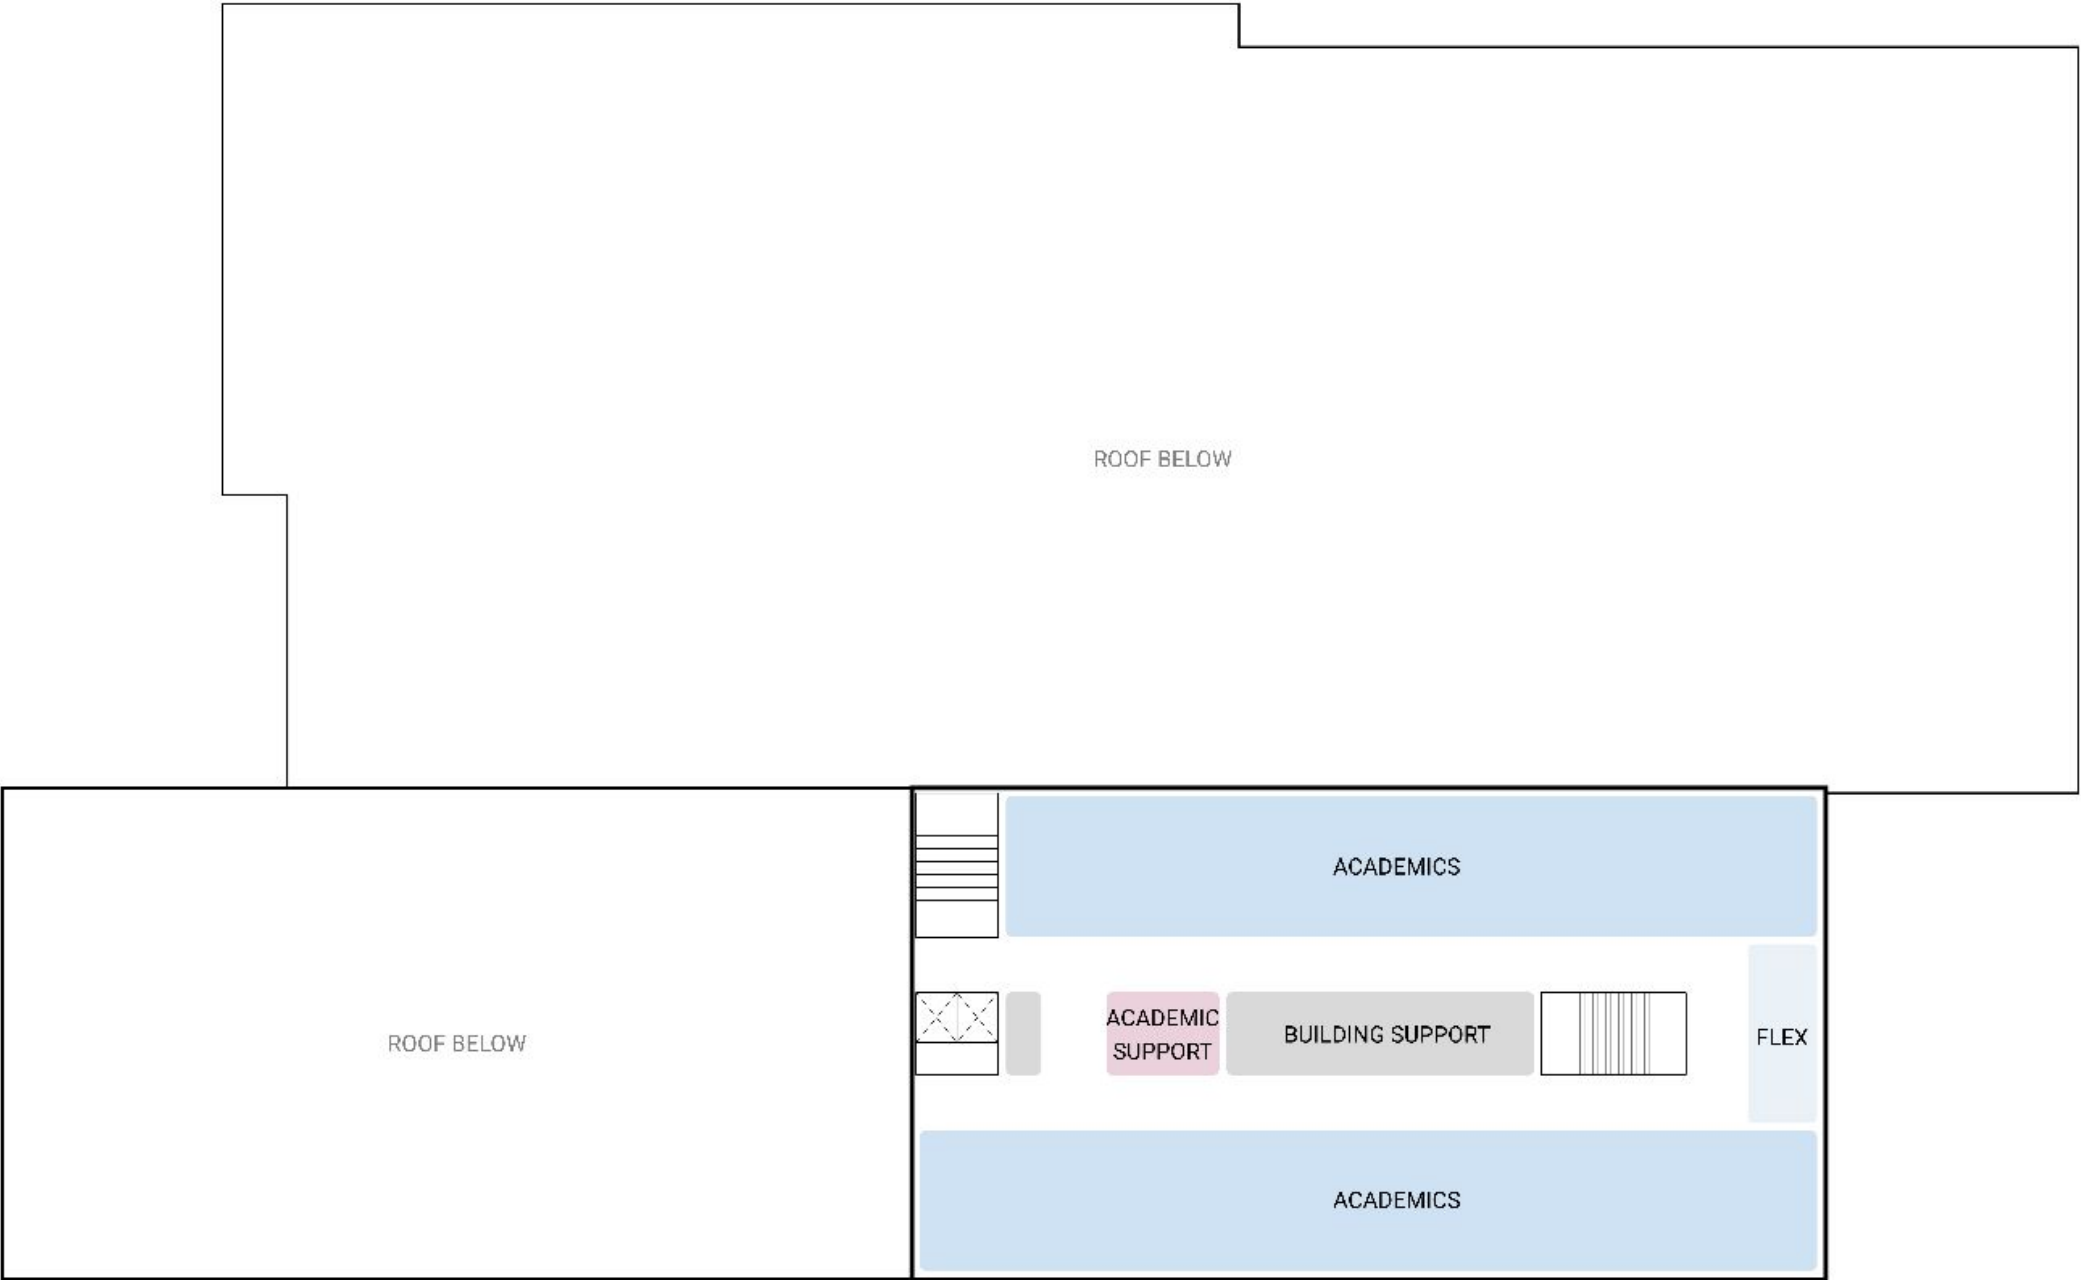 ROOF BELOW
ACADEMICS
ACADEMIC
SUPPORT
BUILDING SUPPORT
FLEX
ROOF BELOW
ACADEMICS